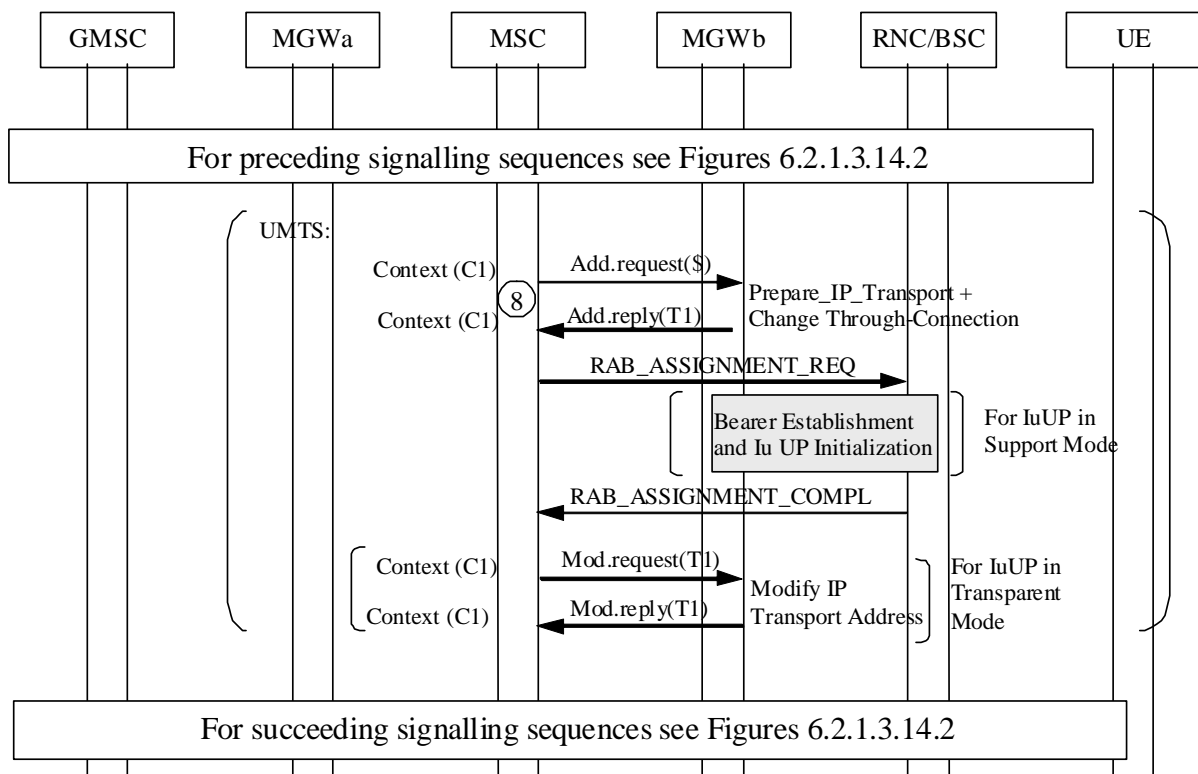 GMSC
MGWa
MSC
MGWb
RNC/BSC
UE
For preceding signalling sequences see Figures 6.2.1.3.14.2
UMTS:
Context (C1)
Add.request($)
8
Prepare_IP_Transport +
Change Through-Connection
Context (C1)
Add.reply(T1)
RAB_ASSIGNMENT_REQ
Bearer Establishment
and Iu UP Initialization
For IuUP in
Support Mode
RAB_ASSIGNMENT_COMPL
Context (C1)
Mod.request(T1)
Modify IP
Transport Address
For IuUP in
Transparent
Mode
Context (C1)
Mod.reply(T1)
For succeeding signalling sequences see Figures 6.2.1.3.14.2